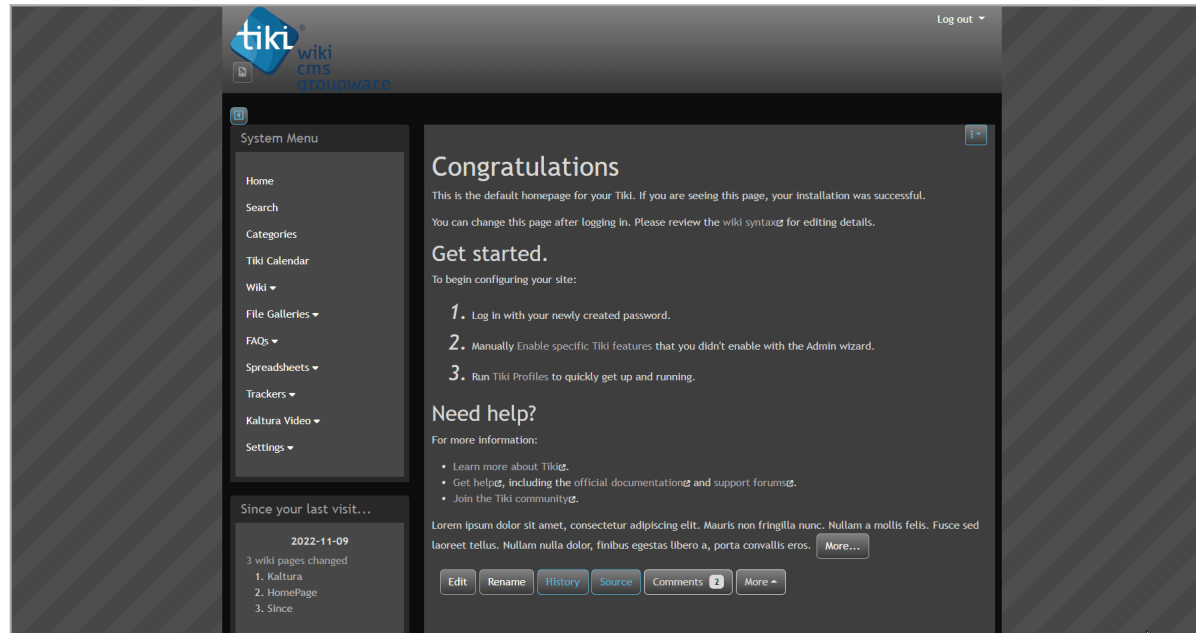 Log out
tiki®
wiki
cms
groupware
System Menu
Home
Search
Categories
Tiki Calendar
Wiki
File Galleries
FAQs
Spreadsheets
Trackers
Kaltura Video
Settings
Since your last visit...
2022-11-09
3 wiki pages changed
1. Kaltura
2. HomePage
3. Since
Congratulations
This is the default homepage for your Tiki. If you are seeing this page, your installation was successful.
You can change this page after logging in. Please review the wiki syntax for editing details.
Get started.
To begin configuring your site:
1. Log in with your newly created password.
2. Manually Enable specific Tiki features that you didn't enable with the Admin wizard.
3. Run Tiki Profiles to quickly get up and running.
Need help?
For more information:
• Learn more about Tiki.
• Get help, including the official documentation and support forums.
• Join the Tiki community.
Lorem ipsum dolor sit amet, consectetur adipiscing elit. Mauris non fringilla nunc. Nullam a mollis felis. Fusce sed
laoreet tellus. Nullam nulla dolor, finibus egestas libero a, porta convallis eros. More...
Edit Rename History Source Comments 2 More